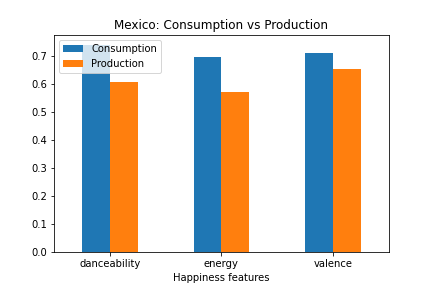 Mexico: Consumption vs Production
Consumption
Production
0.7
0.6
0.5
0.4
0.3
0.2
0.1
0.0
danceability energy valence
Happiness features